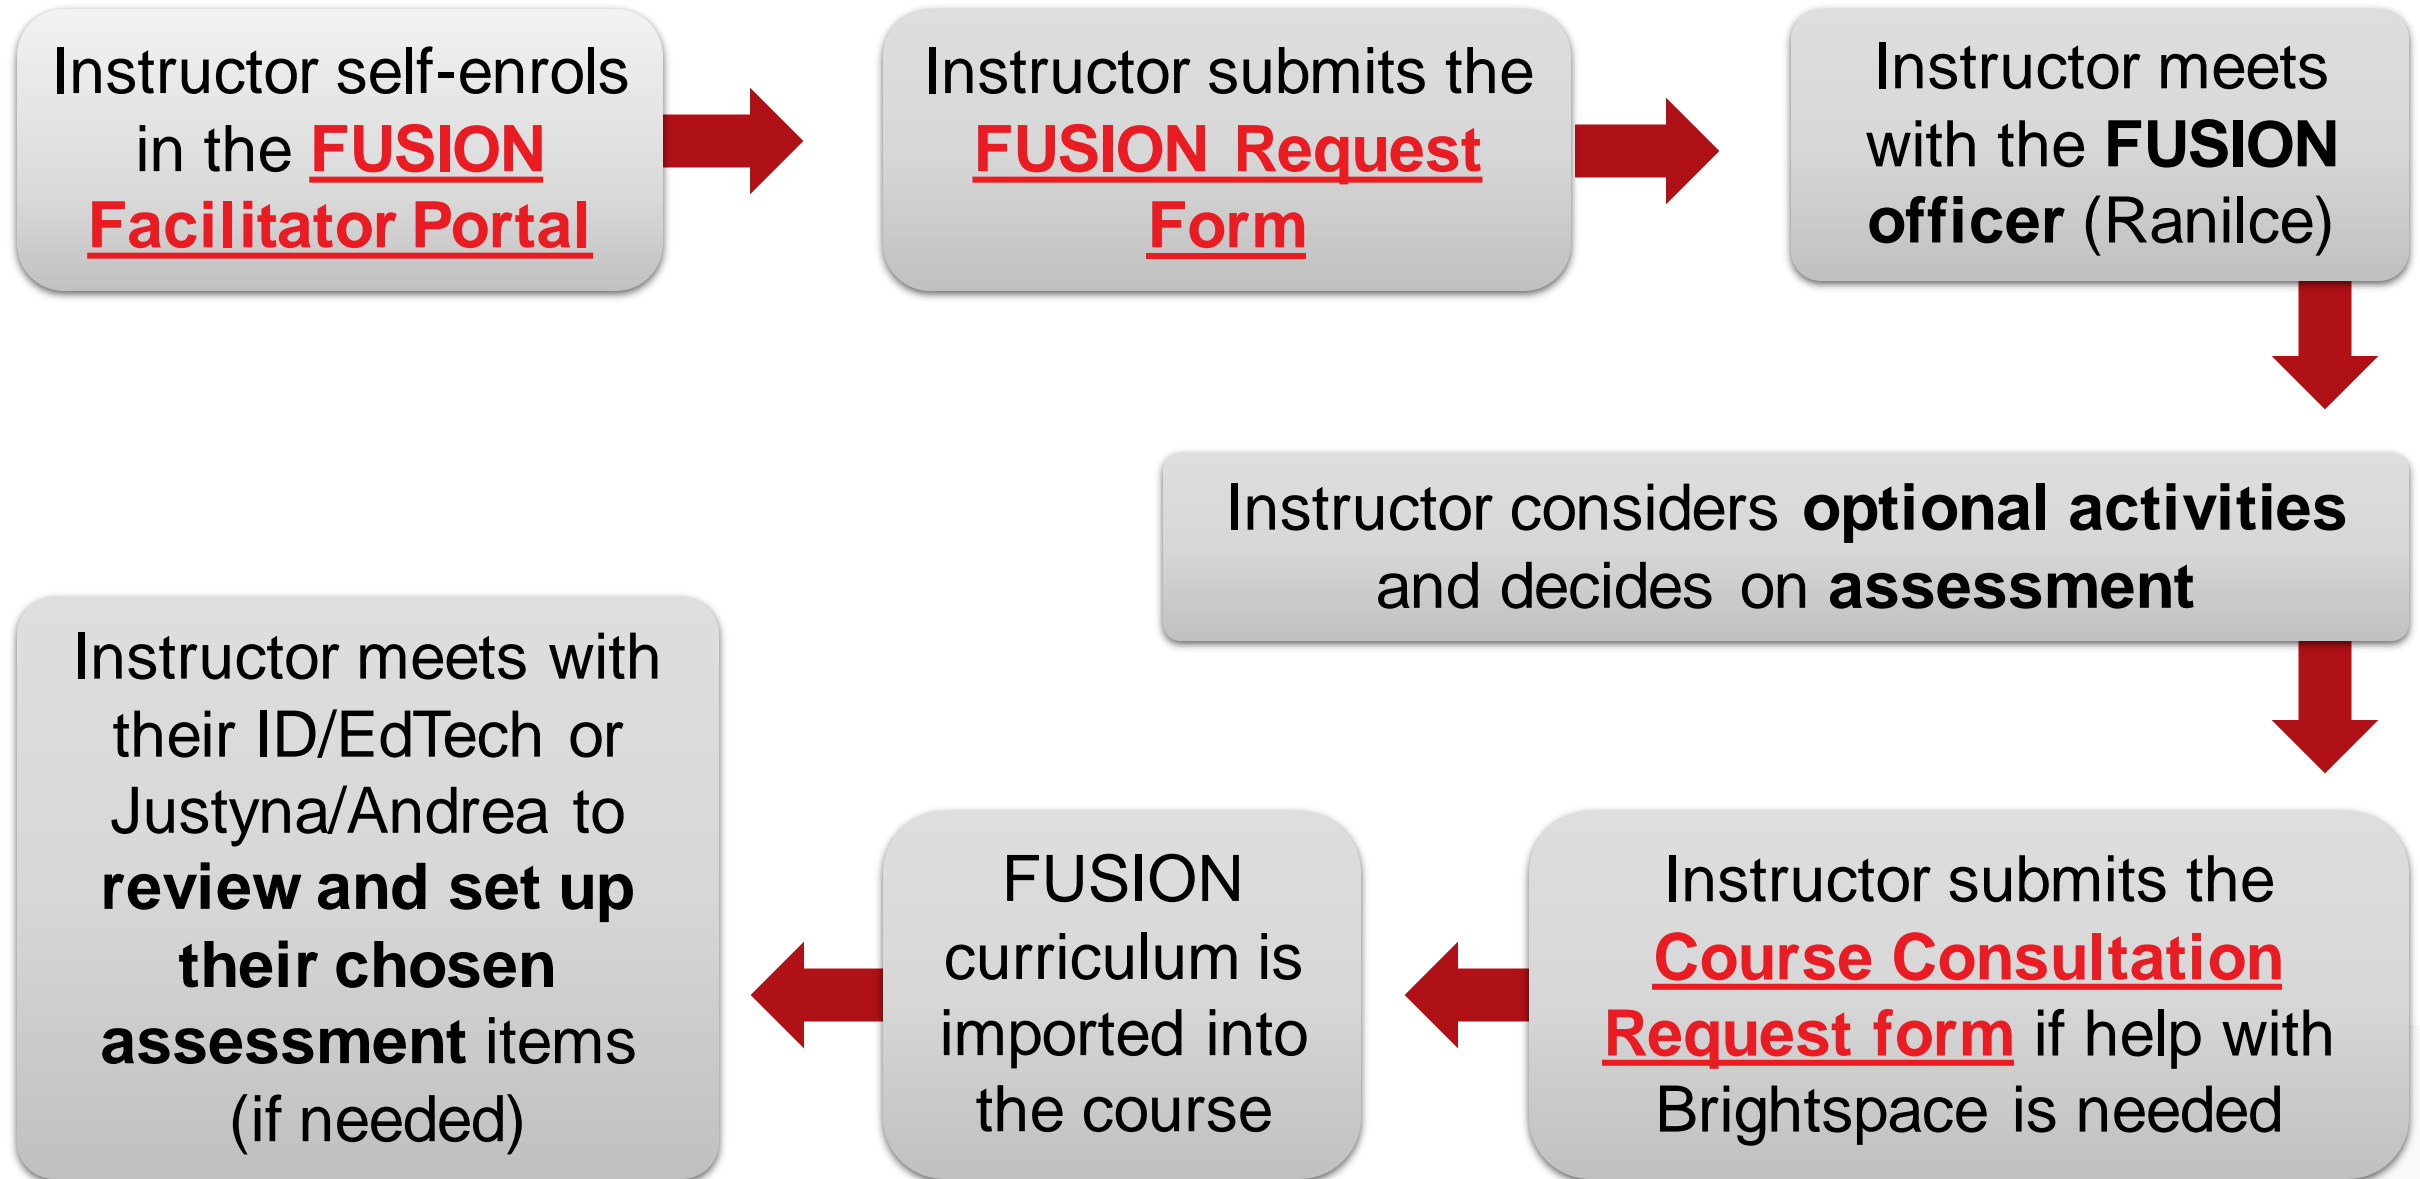 Instructor self-enrols
in the FUSION
Facilitator Portal
Instructor submits the
FUSION Request
Form
Instructor meets
with the FUSION
officer (Ranilce)
Instructor considers optional activities
and decides on assessment
Instructor submits the
Course Consultation
Request form if help with
Brightspace is needed
FUSION
curriculum is
imported into
the course
Instructor meets with
their ID/EdTech or
Justyna/Andrea to
review and set up
their chosen
assessment items
(if needed)